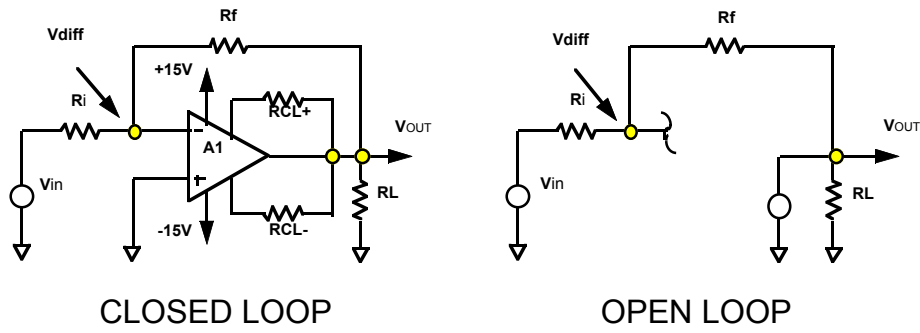 Rf
Vdiff
+15V
Ri
RCL+
VOUT
A1
Vin
RL
-15V
RCL-
CLOSED LOOP
Rf
Vdiff
Ri
VOUT
Vin
RL
OPEN LOOP